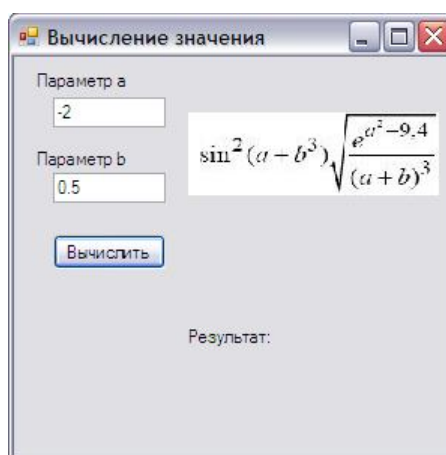 Вычисление значения
Параметр a
-2
Параметр b
0.5
sin²(a + b³)√(e^(a²−9,4)/(a + b)³)
Вычислить
Результат: